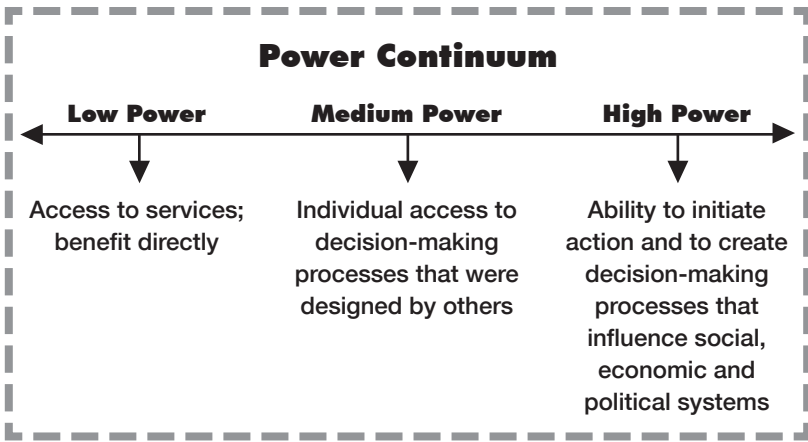 Power Continuum
Low Power
Medium Power
High Power
Access to services;
benefit directly
Individual access to
decision-making
processes that were
designed by others
Ability to initiate
action and to create
decision-making
processes that
influence social,
economic and
political systems